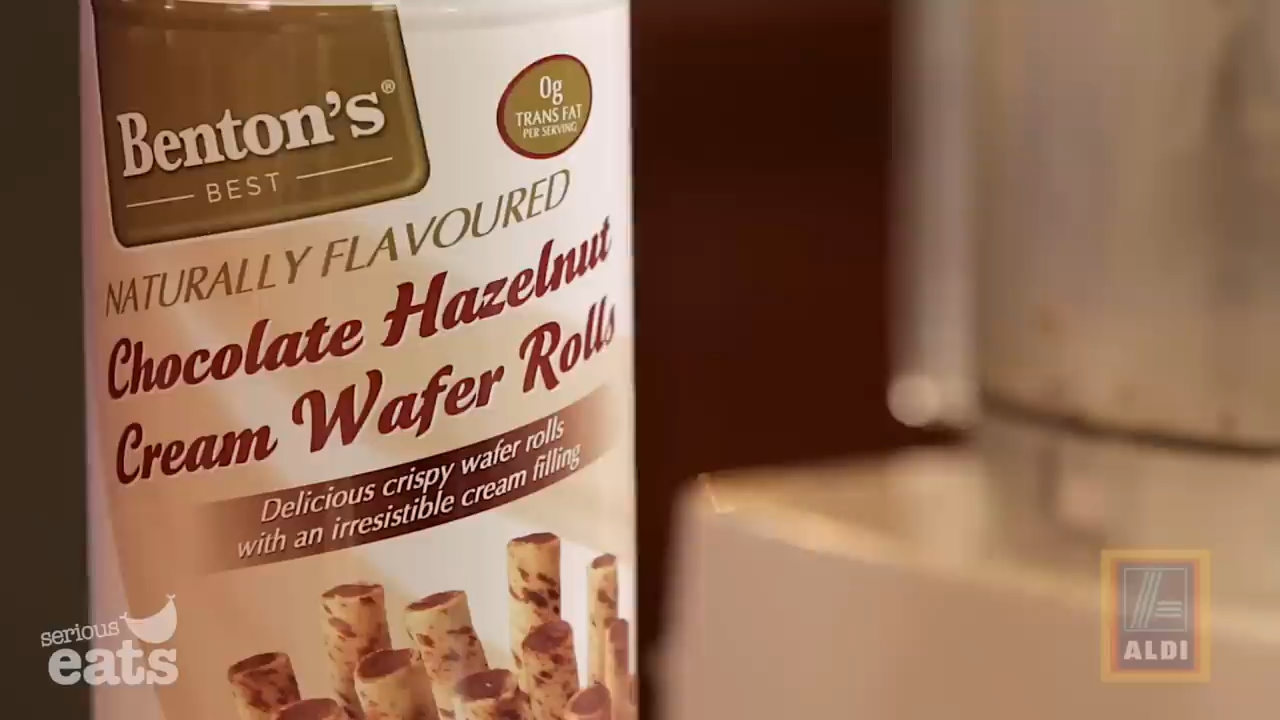 Benton's®
BEST
0g
TRANS FAT
PER SERVING
NATURALLY FLAVOURED
Chocolate Hazelnut
Cream Wafer Rolls
Delicious crispy wafer rolls
with an irresistible cream filling
serious
eats
ALDI